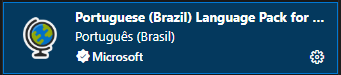 Portuguese (Brazil) Language Pack for ...
Português (Brasil)
Microsoft